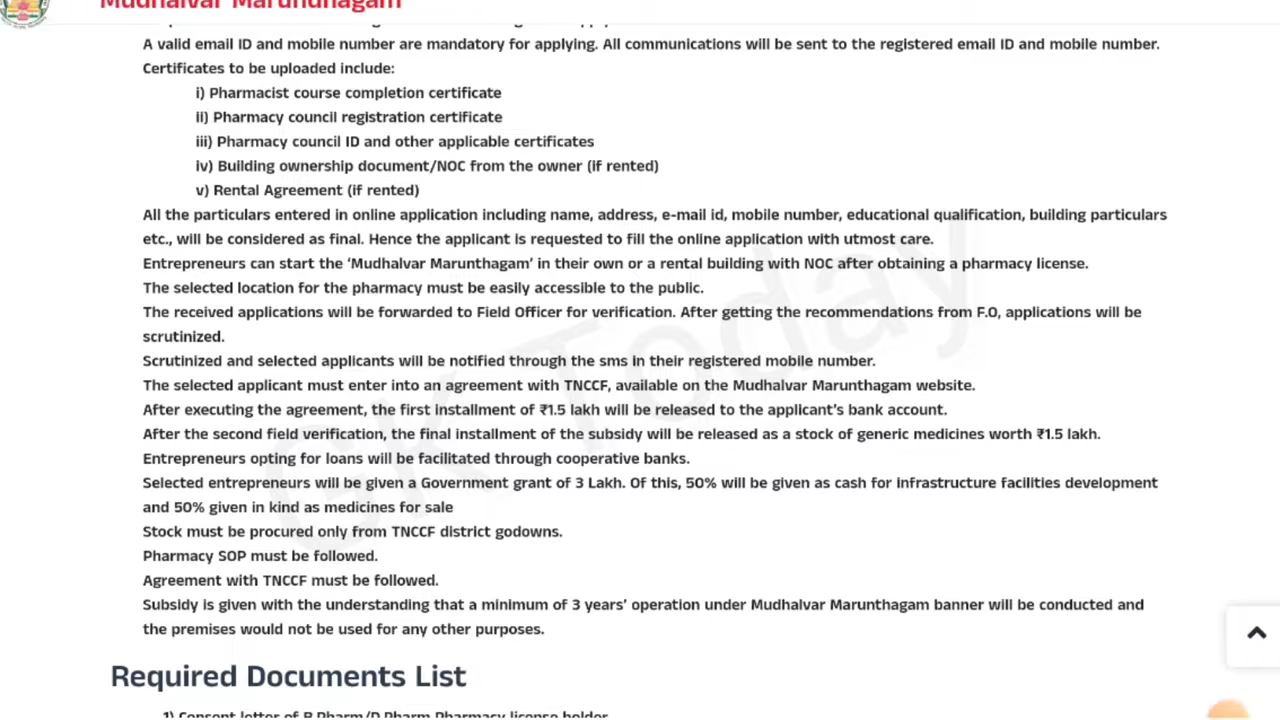 Mudhalvar Marundhagam
A valid email ID and mobile number are mandatory for applying. All communications will be sent to the registered email ID and mobile number.
Certificates to be uploaded include:
i) Pharmacist course completion certificate
ii) Pharmacy council registration certificate
iii) Pharmacy council ID and other applicable certificates
iv) Building ownership document/NOC from the owner (if rented)
v) Rental Agreement (if rented)
All the particulars entered in online application including name, address, e-mail id, mobile number, educational qualification, building particulars
etc., will be considered as final. Hence the applicant is requested to fill the online application with utmost care.
Entrepreneurs can start the ‘Mudhalvar Marunthagam’ in their own or a rental building with NOC after obtaining a pharmacy license.
The selected location for the pharmacy must be easily accessible to the public.
The received applications will be forwarded to Field Officer for verification. After getting the recommendations from F.O, applications will be
scrutinized.
Scrutinized and selected applicants will be notified through the sms in their registered mobile number.
The selected applicant must enter into an agreement with TNCCF, available on the Mudhalvar Marunthagam website.
After executing the agreement, the first installment of ₹1.5 lakh will be released to the applicant’s bank account.
After the second field verification, the final installment of the subsidy will be released as a stock of generic medicines worth ₹1.5 lakh.
Entrepreneurs opting for loans will be facilitated through cooperative banks.
Selected entrepreneurs will be given a Government grant of 3 Lakh. Of this, 50% will be given as cash for infrastructure facilities development
and 50% given in kind as medicines for sale
Stock must be procured only from TNCCF district godowns.
Pharmacy SOP must be followed.
Agreement with TNCCF must be followed.
Subsidy is given with the understanding that a minimum of 3 years’ operation under Mudhalvar Marunthagam banner will be conducted and
the premises would not be used for any other purposes.
GK Today
Required Documents List
1) Consent letter of B.Pharm/D.Pharm Pharmacy license holder